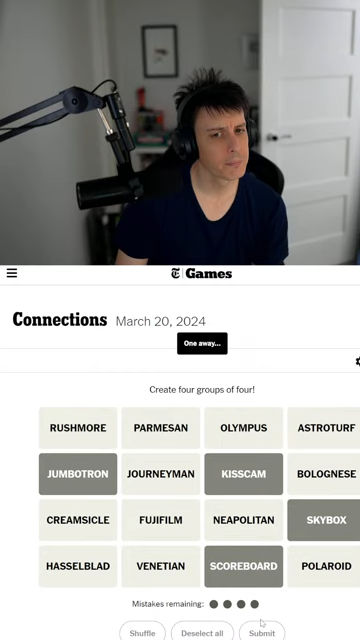 Games
Connections March 20, 2024
One away...
Create four groups of four!
RUSHMORE PARMESAN OLYMPUS ASTROTURF
JUMBOTRON JOURNEYMAN KISSCAM BOLOGNESE
CREAMSICLE FUJIFILM NEAPOLITAN SKYBOX
HASSELBLAD VENETIAN SCOREBOARD POLAROID
Mistakes remaining:
Shuffle Deselect all Submit